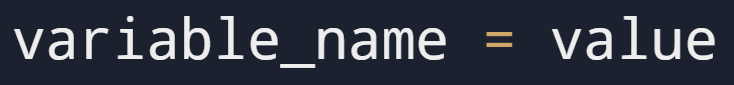 variable_name = value